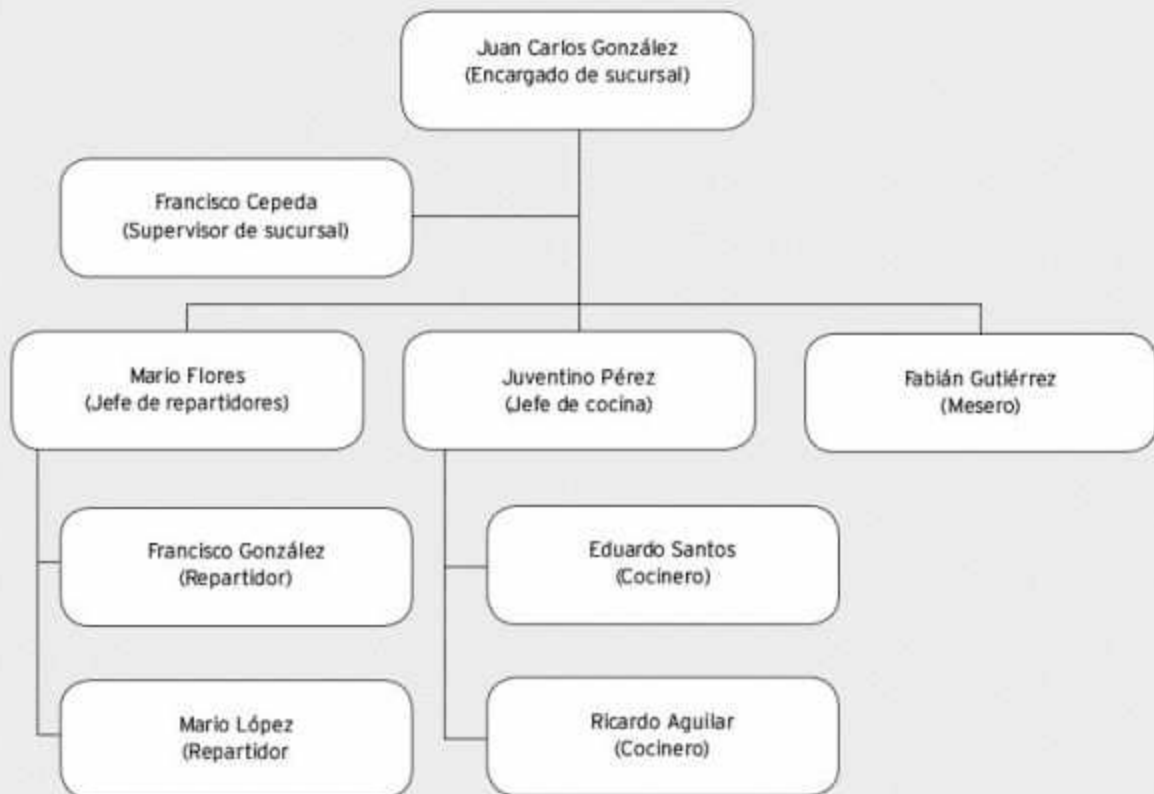 Juan Carlos González
(Encargado de sucursal)
Francisco Cepeda
(Supervisor de sucursal)
Mario Flores
(Jefe de repartidores)
Juventino Pérez
(Jefe de cocina)
Fabián Gutiérrez
(Mesero)
Francisco González
(Repartidor)
Eduardo Santos
(Cocinero)
Mario López
(Repartidor
Ricardo Aguilar
(Cocinero)